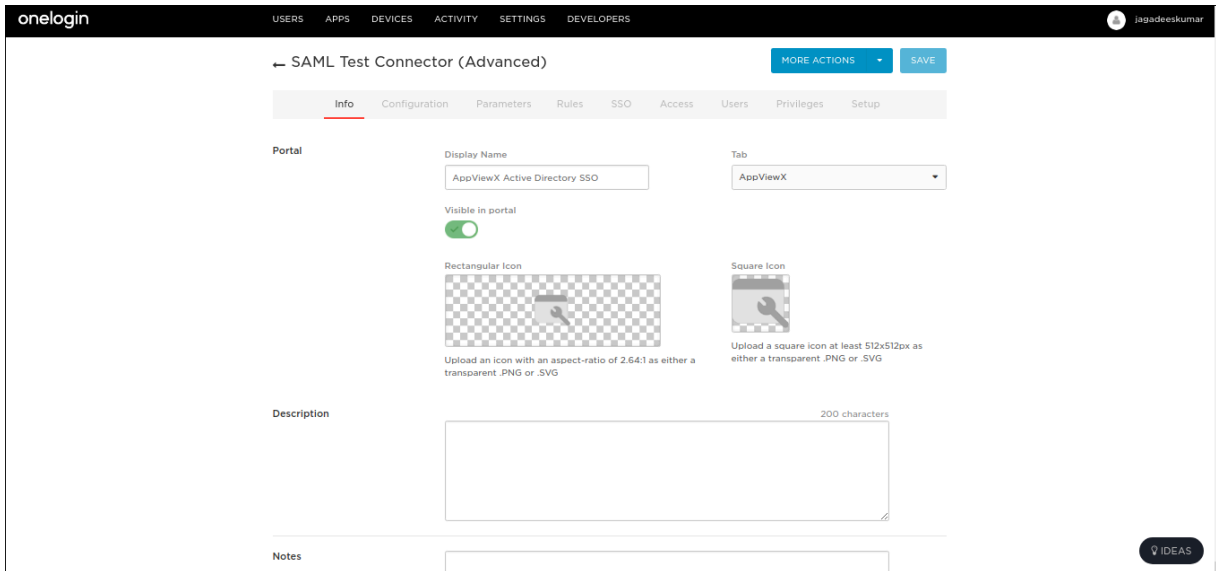 onelogin USERS APPS DEVICES ACTIVITY SETTINGS DEVELOPERS jagadeeskumar
← SAML Test Connector (Advanced) MORE ACTIONS SAVE
Info Configuration Parameters Rules SSO Access Users Privileges Setup
Portal
Display Name Tab
AppViewX Active Directory SSO AppViewX
Visible in portal
Rectangular Icon Square Icon
Upload an icon with an aspect-ratio of 2.64:1 as either a
transparent .PNG or .SVG
Upload a square icon at least 512x512px as
either a transparent .PNG or .SVG
Description 200 characters
Notes
IDEAS